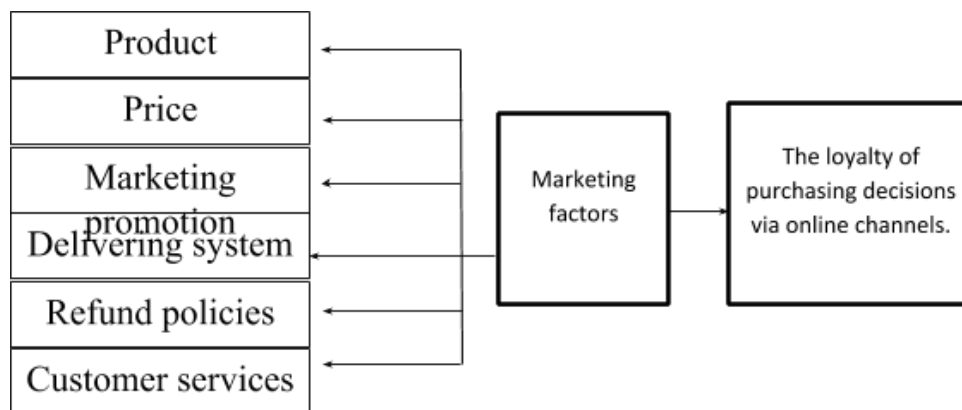 Product
Price
Marketing
promotion
Delivering system
Refund policies
Customer services
Marketing
factors
The loyalty of
purchasing decisions
via online channels.